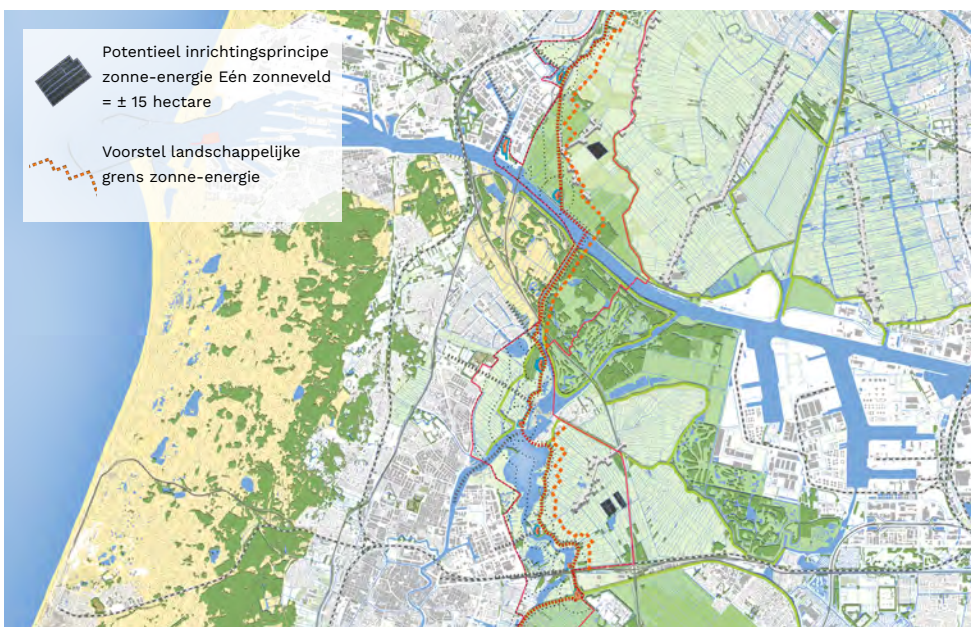 Potentieel inrichtingsprincipe
zonne-energie Eén zonneveld
= ± 15 hectare
Voorstel landschappelijke
grens zonne-energie